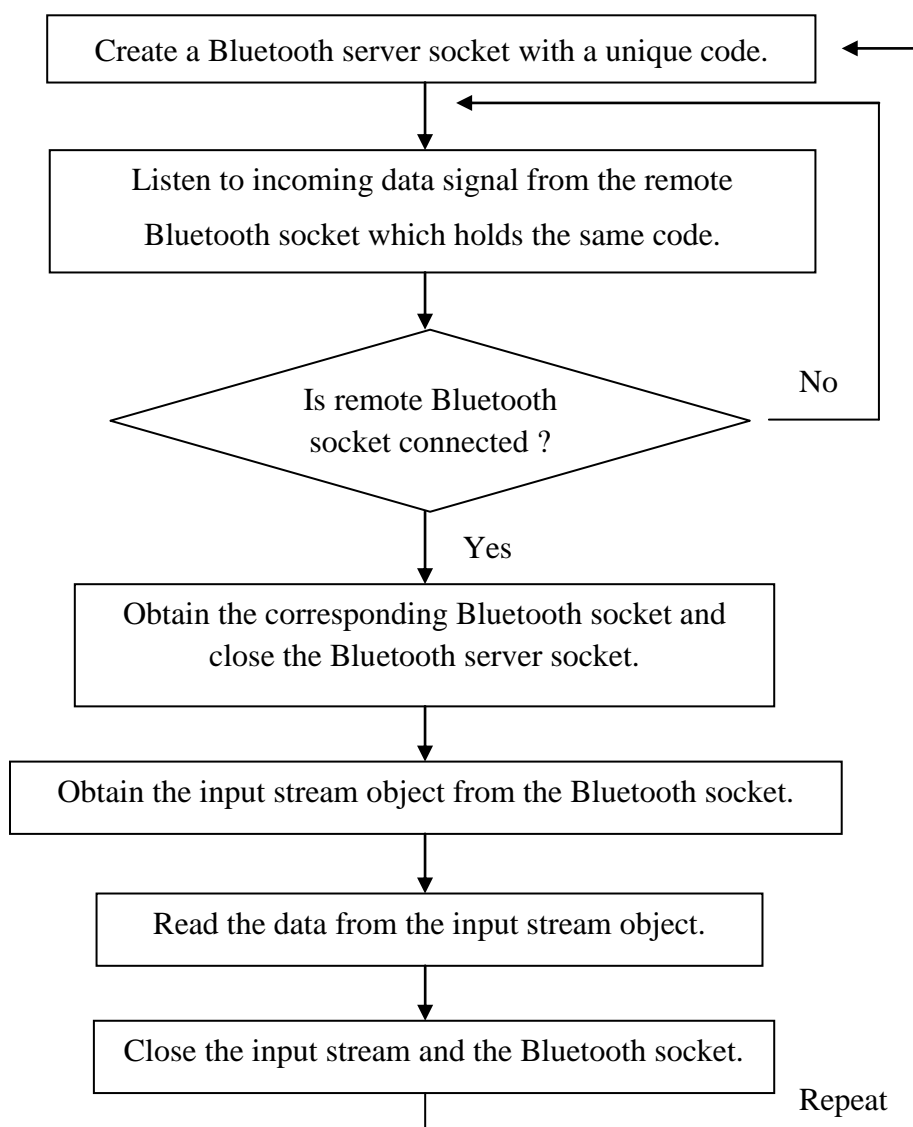 Create a Bluetooth server socket with a unique code.
Listen to incoming data signal from the remote
Bluetooth socket which holds the same code.
Is remote Bluetooth
socket connected ?
No
Yes
Obtain the corresponding Bluetooth socket and
close the Bluetooth server socket.
Obtain the input stream object from the Bluetooth socket.
Read the data from the input stream object.
Close the input stream and the Bluetooth socket.
Repeat